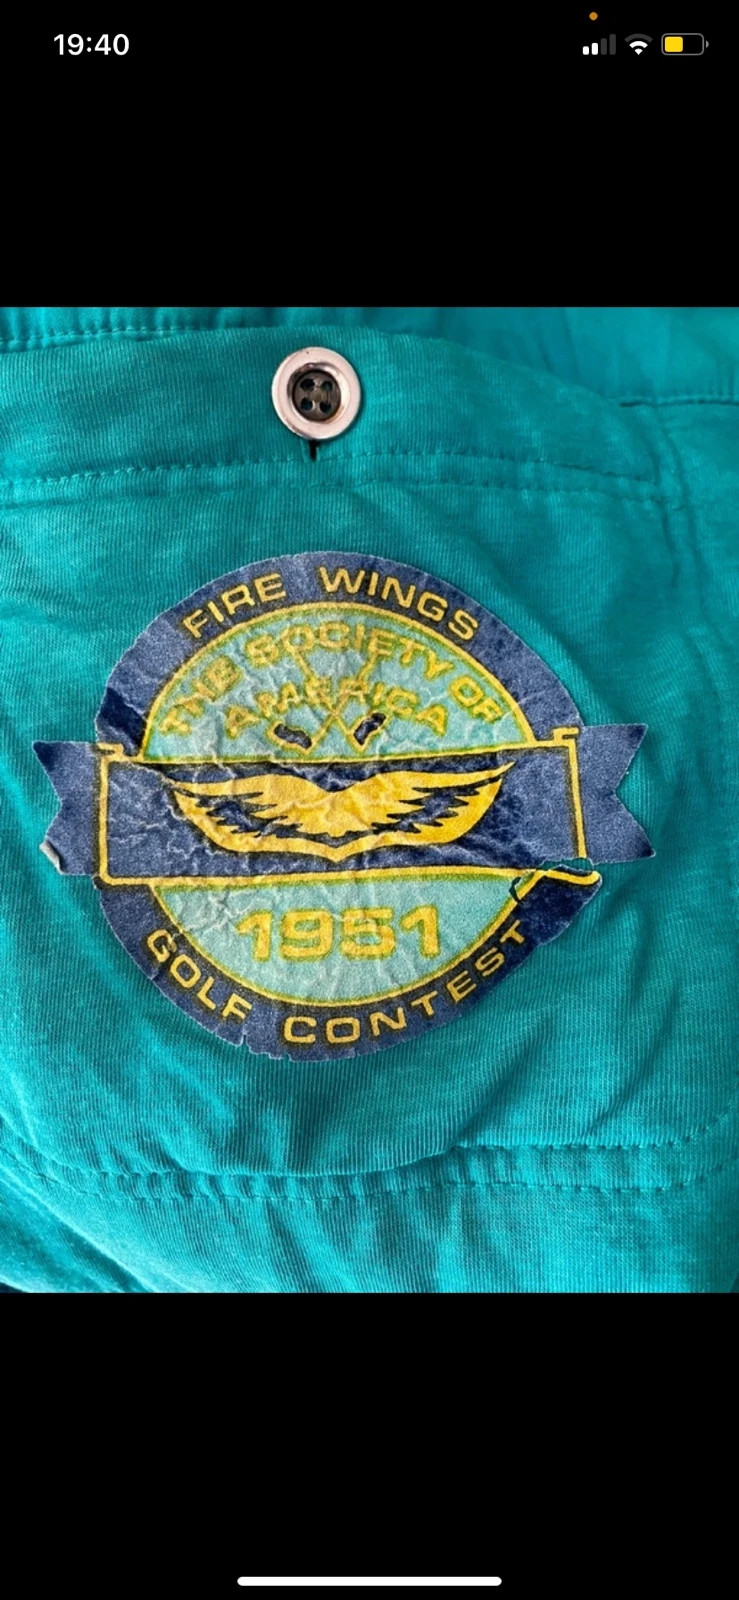 19:40
FIRE WINGS
THE SOCIETY OF
AMERICA
1951
GOLF CONTEST